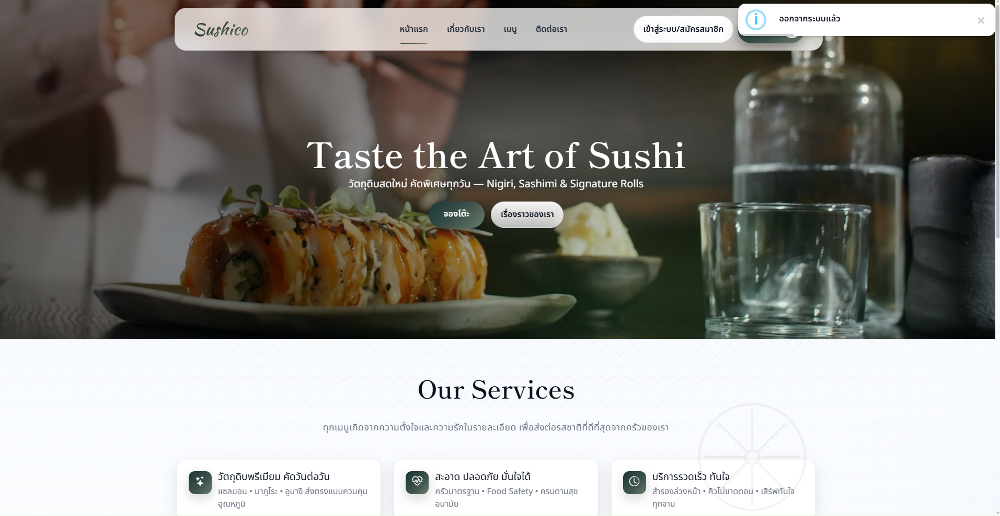 Sushico
หน้าแรก
เกี่ยวกับเรา
เมนู
ติดต่อเรา
เข้าสู่ระบบ/สมัครสมาชิก
ออกจากระบบแล้ว
Taste the Art of Sushi
วัตถุดิบสดใหม่ คัดพิเศษทุกวัน — Nigiri, Sashimi & Signature Rolls
จองโต๊ะ
เรื่องราวของเรา
Our Services
ทุกเมนูเกิดจากความตั้งใจและความรักในรายละเอียด เพื่อส่งต่อรสชาติที่ดีที่สุดจากครัวของเรา
วัตถุดิบพรีเมียม คัดวันต่อวัน
แซลมอน • มากูโระ • อูนางิ ส่งตรงแบบควบคุม
อุณหภูมิ
สะอาด ปลอดภัย มั่นใจได้
ครัวมาตรฐาน • Food Safety • ครบตามสุข
อนามัย
บริการรวดเร็ว ทันใจ
สำรองล่วงหน้า • คิวไม่ขาดตอน • เสิร์ฟทันใจ
ทุกจาน